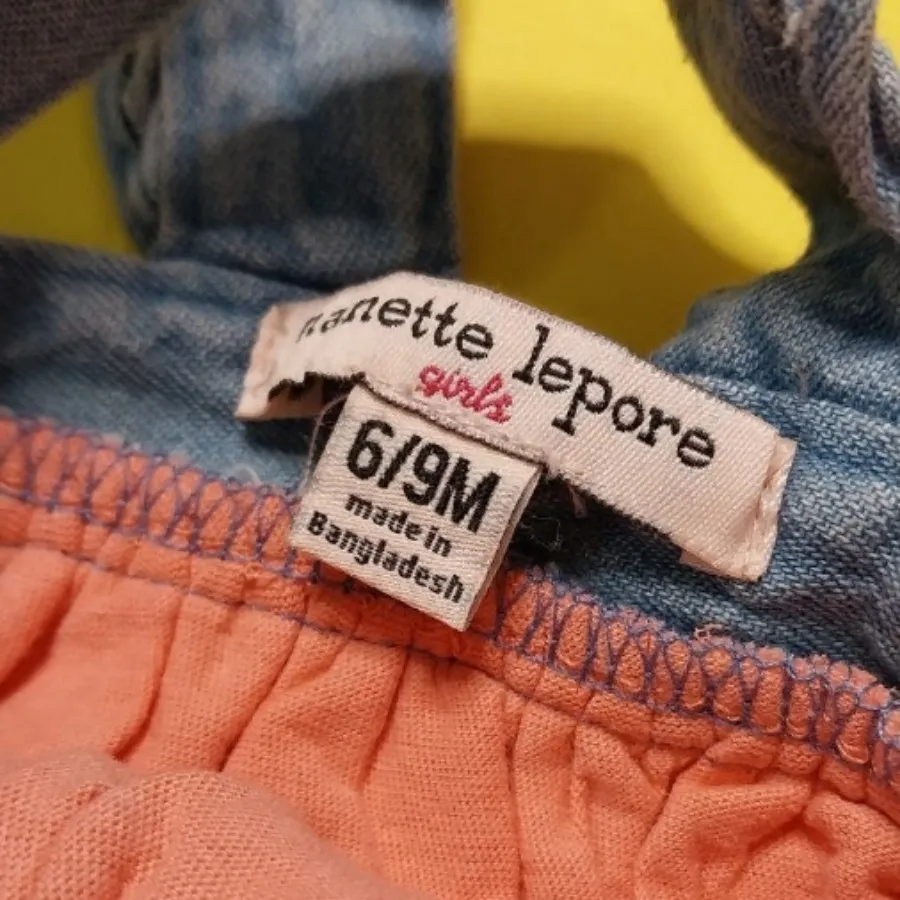 nanette lepore
girls
6/9M
made in
Bangladesh